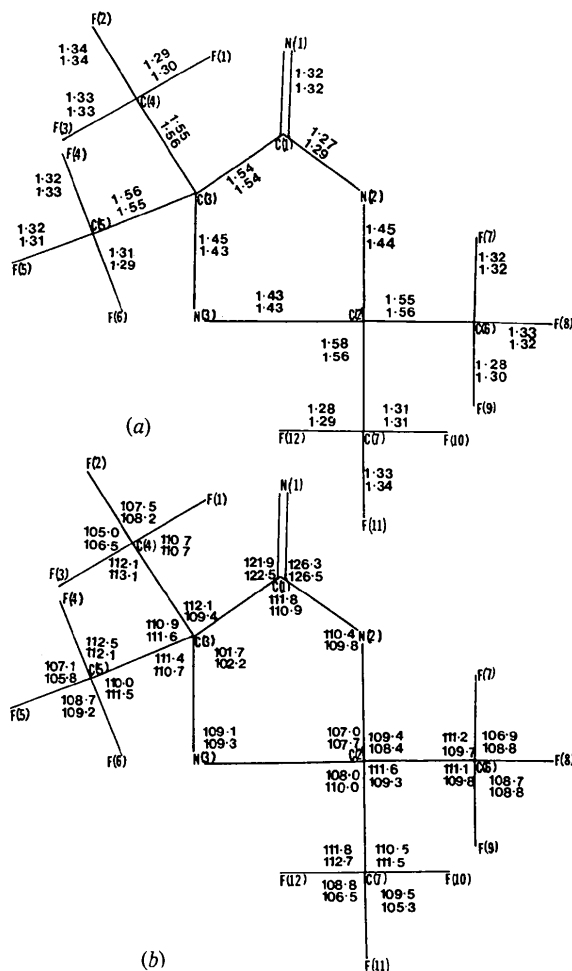 F(2)
N(1)
1·34
1·34
1·29
1·30
F(1)
1·32
1·32
1·33
1·33
C(4)
F(3)
1·55
1·56
C(1)
1·27
1·29
F(4)
1·54
1·54
1·32
1·33
1·56
1·55
C(3)
N(2)
1·32
1·31
C(5)
1·45
1·43
1·45
1·44
F(7)
F(5)
1·31
1·29
1·32
1·32
F(6)
N(3)
1·43
1·43
C(2)
1·55
1·56
C(6)
F(8)
1·33
1·32
1·58
1·56
1·28
1·30
F(9)
(a)
1·28
1·29
1·31
1·31
F(12)
C(7)
F(10)
1·33
1·34
F(11)
F(2)
N(1)
107·5
108·2
F(1)
105·0
106·5
C(4)
110·7
110·7
F(3)
112·1
113·1
121·9
122·5
126·3
126·5
C(1)
111·8
110·9
F(4)
110·9
111·6
112·1
109·4
C(3)
110·4
109·8
N(2)
112·5
112·1
111·4
110·7
101·7
102·2
107·1
105·8
C(5)
110·0
111·5
F(7)
F(5)
108·7
109·2
F(6)
109·1
109·3
N(3)
107·0
107·7
C(2)
109·4
108·4
111·2
109·7
106·9
108·8
F(8)
108·0
110·0
111·6
109·3
111·1
109·8
C(6)
108·7
108·8
F(9)
111·8
112·7
110·5
111·5
F(12)
C(7)
F(10)
108·8
106·5
109·5
105·3
(b)
F(11)